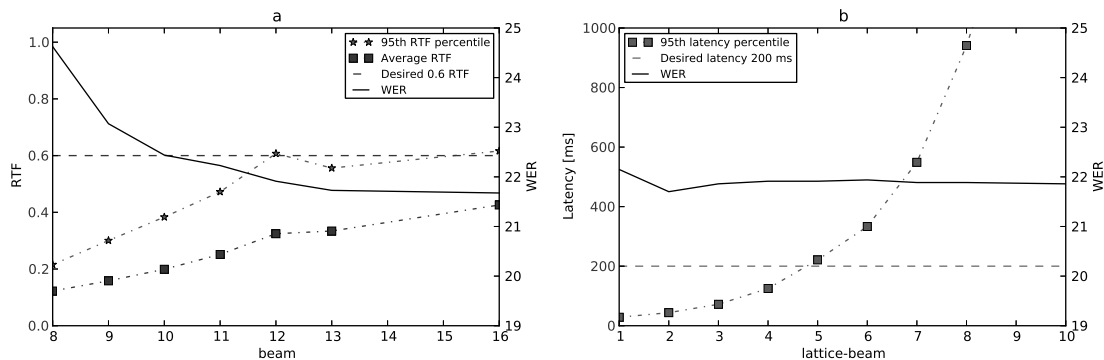 a
1.0
0.8
0.6
0.4
0.2
0.0
RTF
25
24
23
22
21
20
19
WER
8 9 10 11 12 13 14 15 16
beam
95th RTF percentile
Average RTF
Desired 0.6 RTF
WER
b
1000
800
600
400
200
0
Latency [ms]
25
24
23
22
21
20
19
WER
1 2 3 4 5 6 7 8 9 10
lattice-beam
95th latency percentile
Desired latency 200 ms
WER